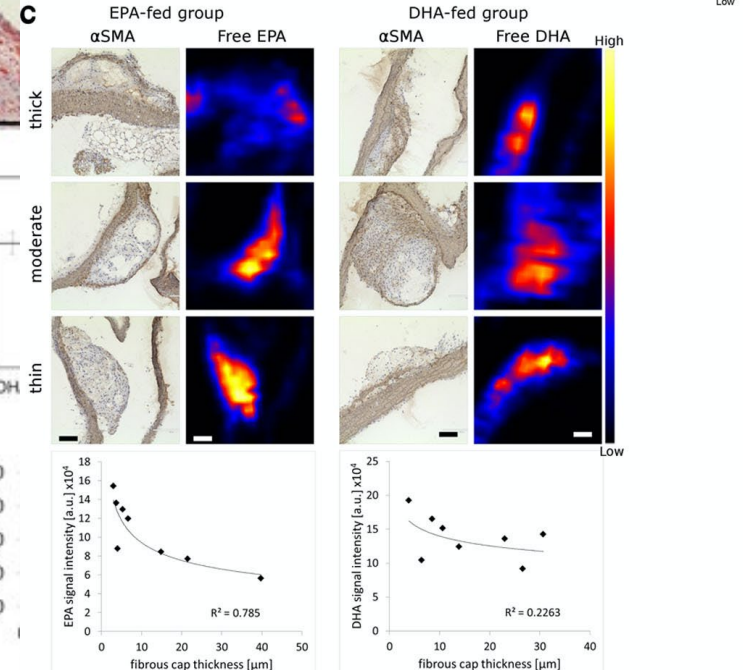 Low
C
EPA-fed group
DHA-fed group
αSMA
Free EPA
αSMA
Free DHA
High
thick
moderate
thin
Low
EPA signal intensity [a.u.] x10⁴
18
16
14
12
10
8
6
4
2
0
0 10 20 30 40 50
R² = 0.785
fibrous cap thickness [µm]
DHA signal intensity [a.u.] x10⁴
25
20
15
10
5
0
0 10 20 30 40
R² = 0.2263
fibrous cap thickness [µm]